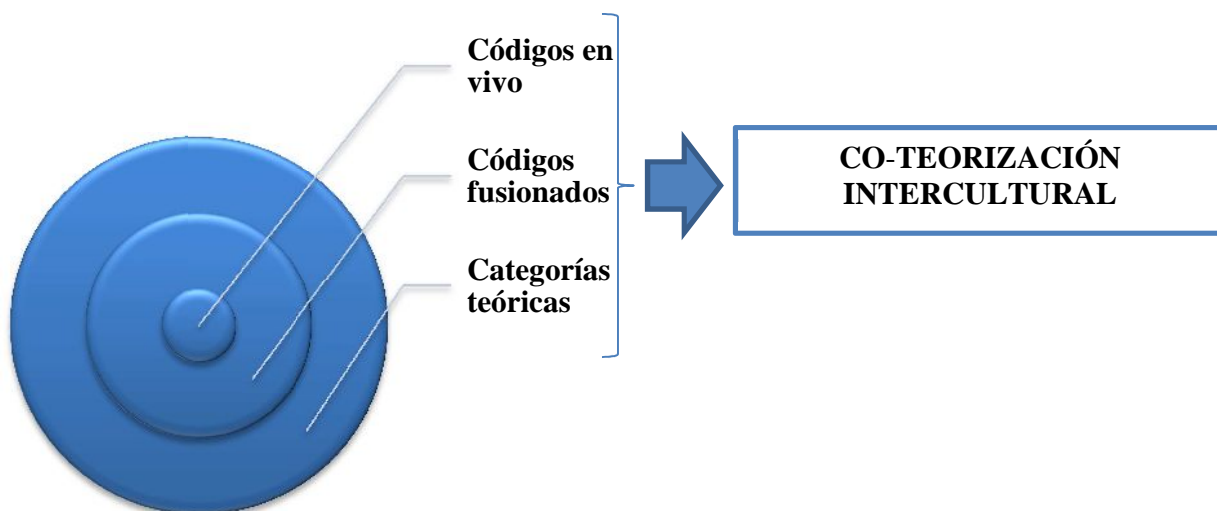 Códigos en
vivo
Códigos
fusionados
Categorías
teóricas
CO-TEORIZACIÓN
INTERCULTURAL